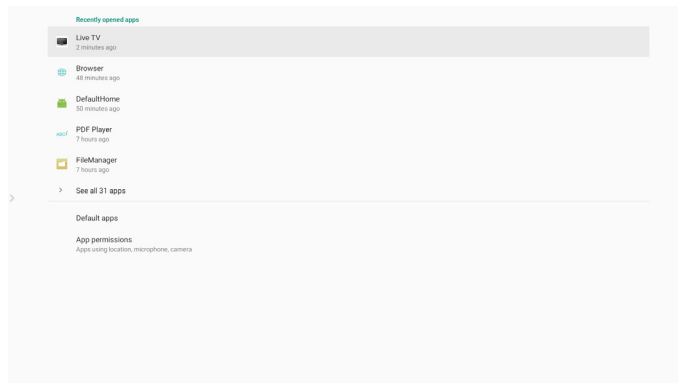 Recently opened apps
Live TV
2 minutes ago
Browser
48 minutes ago
DefaultHome
50 minutes ago
PDF Player
7 hours ago
FileManager
7 hours ago
See all 31 apps
Default apps
App permissions
Apps using location, microphone, camera